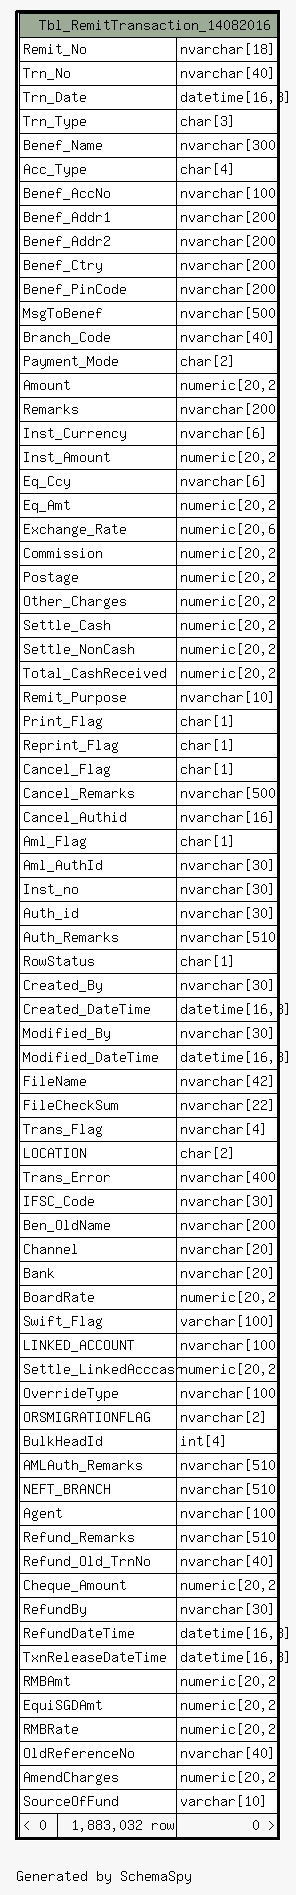 Tbl_RemitTransaction_14082016
Remit_No nvarchar[18]
Trn_No nvarchar[40]
Trn_Date datetime[16,3]
Trn_Type char[3]
Benef_Name nvarchar[300
Acc_Type char[4]
Benef_AccNo nvarchar[100
Benef_Addr1 nvarchar[200
Benef_Addr2 nvarchar[200
Benef_Ctry nvarchar[200
Benef_PinCode nvarchar[200
MsgToBenef nvarchar[500
Branch_Code nvarchar[40]
Payment_Mode char[2]
Amount numeric[20,2
Remarks nvarchar[200
Inst_Currency nvarchar[6]
Inst_Amount numeric[20,2
Eq_Ccy nvarchar[6]
Eq_Amt numeric[20,2
Exchange_Rate numeric[20,6
Commission numeric[20,2
Postage numeric[20,2
Other_Charges numeric[20,2
Settle_Cash numeric[20,2
Settle_NonCash numeric[20,2
Total_CashReceived numeric[20,2
Remit_Purpose nvarchar[10]
Print_Flag char[1]
Reprint_Flag char[1]
Cancel_Flag char[1]
Cancel_Remarks nvarchar[500
Cancel_Authid nvarchar[16]
Aml_Flag char[1]
Aml_AuthId nvarchar[30]
Inst_no nvarchar[30]
Auth_id nvarchar[30]
Auth_Remarks nvarchar[510
RowStatus char[1]
Created_By nvarchar[30]
Created_DateTime datetime[16,3]
Modified_By nvarchar[30]
Modified_DateTime datetime[16,3]
FileName nvarchar[42]
FileCheckSum nvarchar[22]
Trans_Flag nvarchar[4]
LOCATION char[2]
Trans_Error nvarchar[400
IFSC_Code nvarchar[30]
Ben_OldName nvarchar[200
Channel nvarchar[20]
Bank nvarchar[20]
BoardRate numeric[20,2
Swift_Flag varchar[100]
LINKED_ACCOUNT nvarchar[100
Settle_LinkedAcccas numeric[20,2
OverrideType nvarchar[100
ORSMIGRATIONFLAG nvarchar[2]
BulkHeadId int[4]
AMLAuth_Remarks nvarchar[510
NEFT_BRANCH nvarchar[510
Agent nvarchar[100
Refund_Remarks nvarchar[510
Refund_Old_TrnNo nvarchar[40]
Cheque_Amount numeric[20,2
RefundBy nvarchar[30]
RefundDateTime datetime[16,3]
TxnReleaseDateTime datetime[16,3]
RMBAmt numeric[20,2
EquiSGDAmt numeric[20,2
RMBRate numeric[20,2
OldReferenceNo nvarchar[40]
AmendCharges numeric[20,2
SourceOfFund varchar[10]
< 0 1,883,032 row 0 >
Generated by SchemaSpy